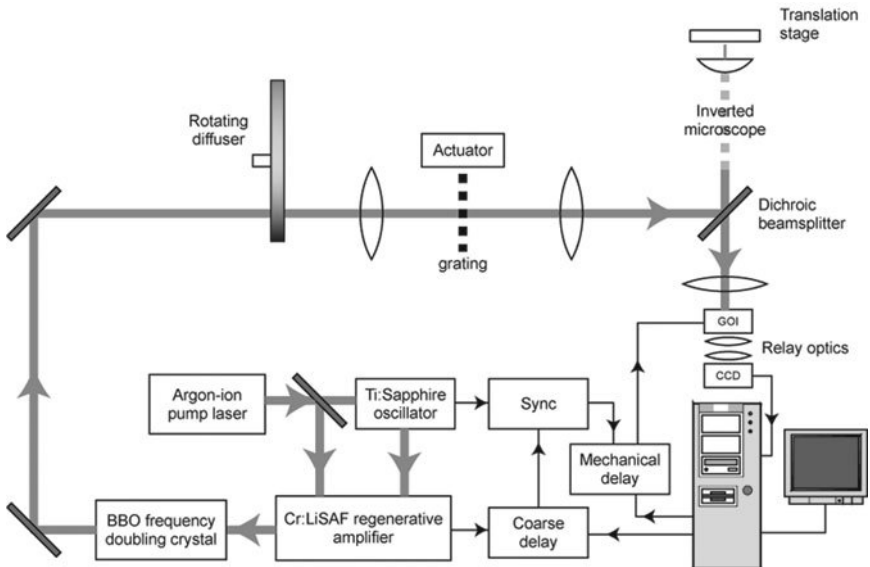 Translation
stage
Rotating
diffuser
Actuator
Inverted
microscope
Dichroic
beamsplitter
grating
GOI
Relay optics
CCD
Argon-ion
pump laser
Ti:Sapphire
oscillator
Sync
Mechanical
delay
BBO frequency
doubling crystal
Cr:LiSAF regenerative
amplifier
Coarse
delay